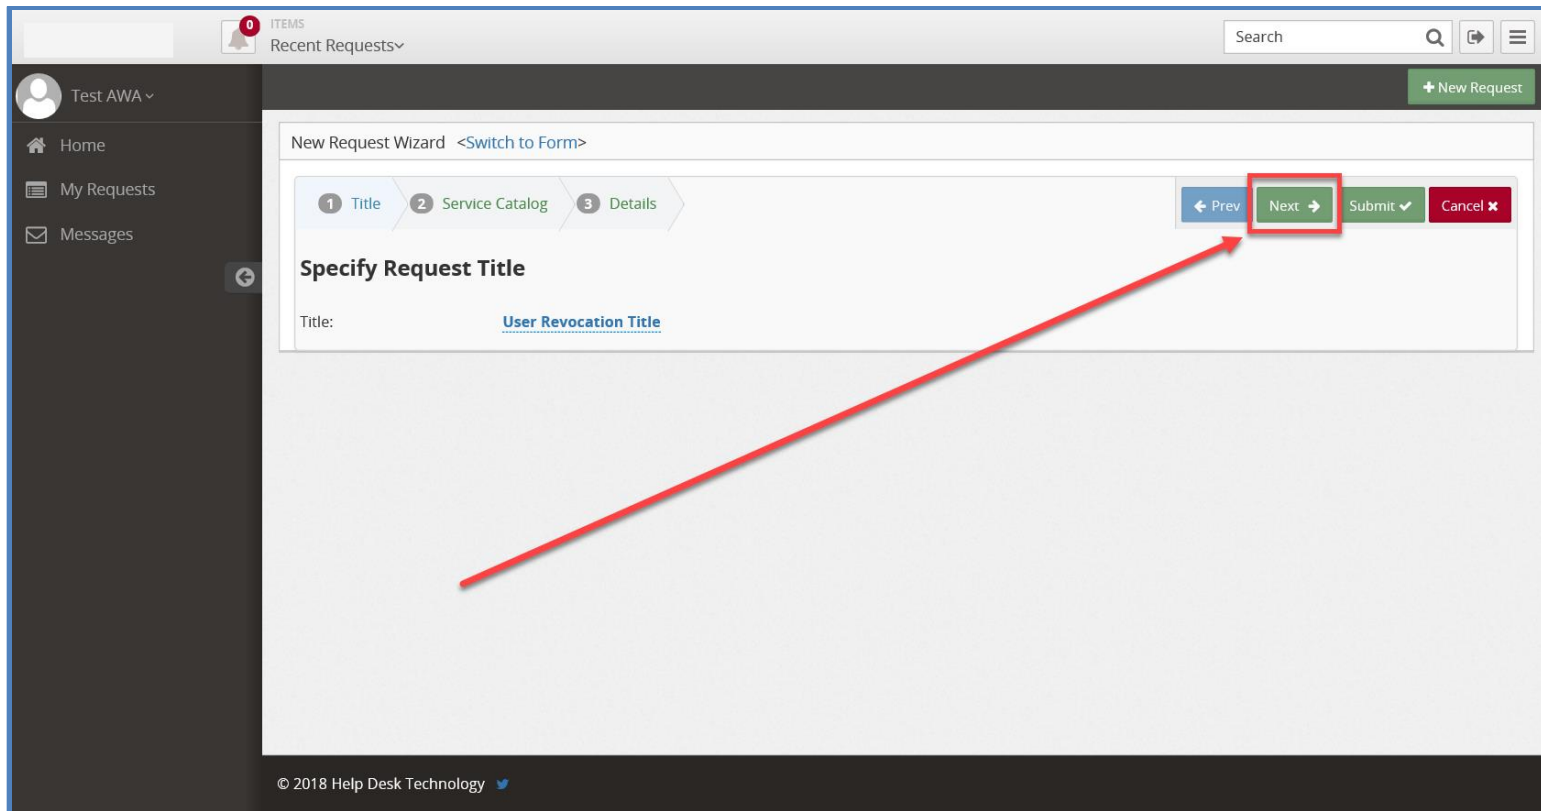 0
ITEMS
Recent Requests
Search
Test AWA
+ New Request
Home
My Requests
Messages
New Request Wizard <Switch to Form>
1 Title 2 Service Catalog 3 Details
Prev Next Submit Cancel
Specify Request Title
Title: User Revocation Title
© 2018 Help Desk Technology